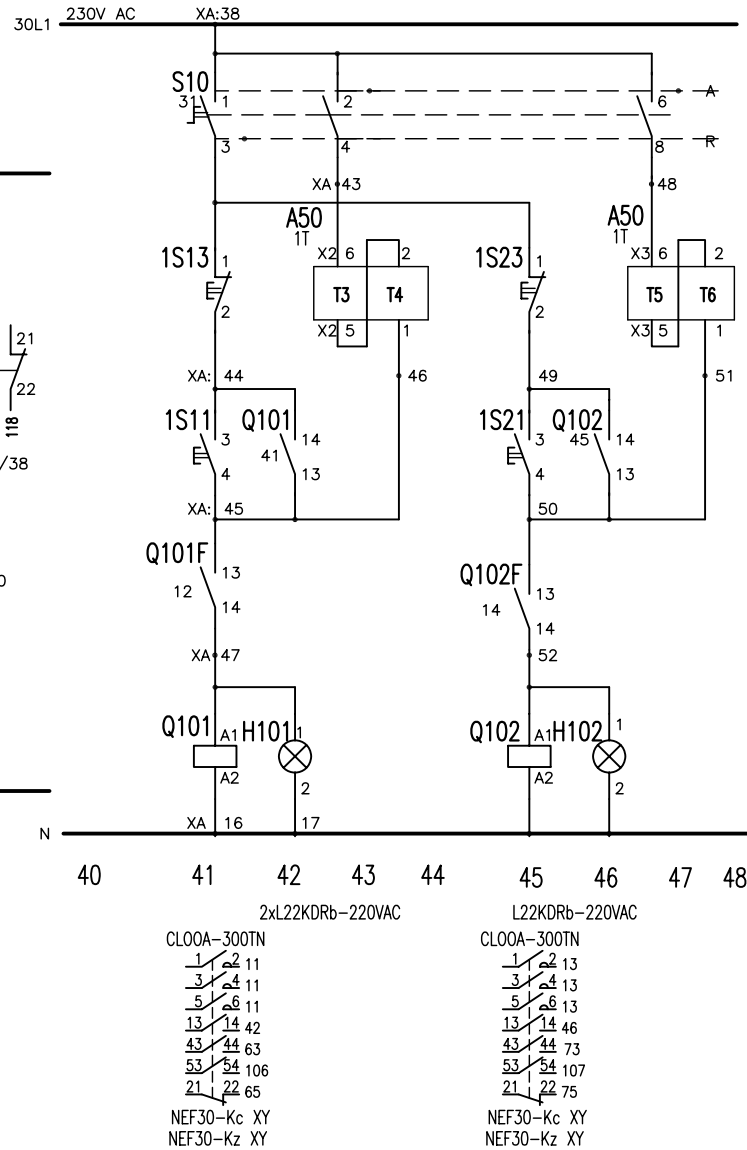 230V AC XA:38
30L1
S10
31 1 2 6 A
3 4 8 R
XA 43 48
A50 A50
1T 1T
1S13 1 X2 6 2 1S23 1 X3 6 2
T3 T4 T5 T6
2 X2 5 1 2 X3 5 1
21
22
118
/38
XA: 44 46 49 51
1S11 3 Q101 14 1S21 3 Q102 14
41 45
4 13 4 13
XA: 45 50
Q101F 13 Q102F 13
12 14
14 14
0
XA 47 52
Q101 A1 H101 1 Q102 A1 H102 1
A2 2 A2 2
XA 16 17
N
40 41 42 43 44 45 46 47 48
2xL22KDRb-220VAC L22KDRb-220VAC
CL00A-300TN CL00A-300TN
1 2 11 1 2 13
3 4 11 3 4 13
5 6 11 5 6 13
13 14 42 13 14 46
43 44 63 43 44 73
53 54 106 53 54 107
21 22 65 21 22 75
NEF30-Kc XY NEF30-Kc XY
NEF30-Kz XY NEF30-Kz XY